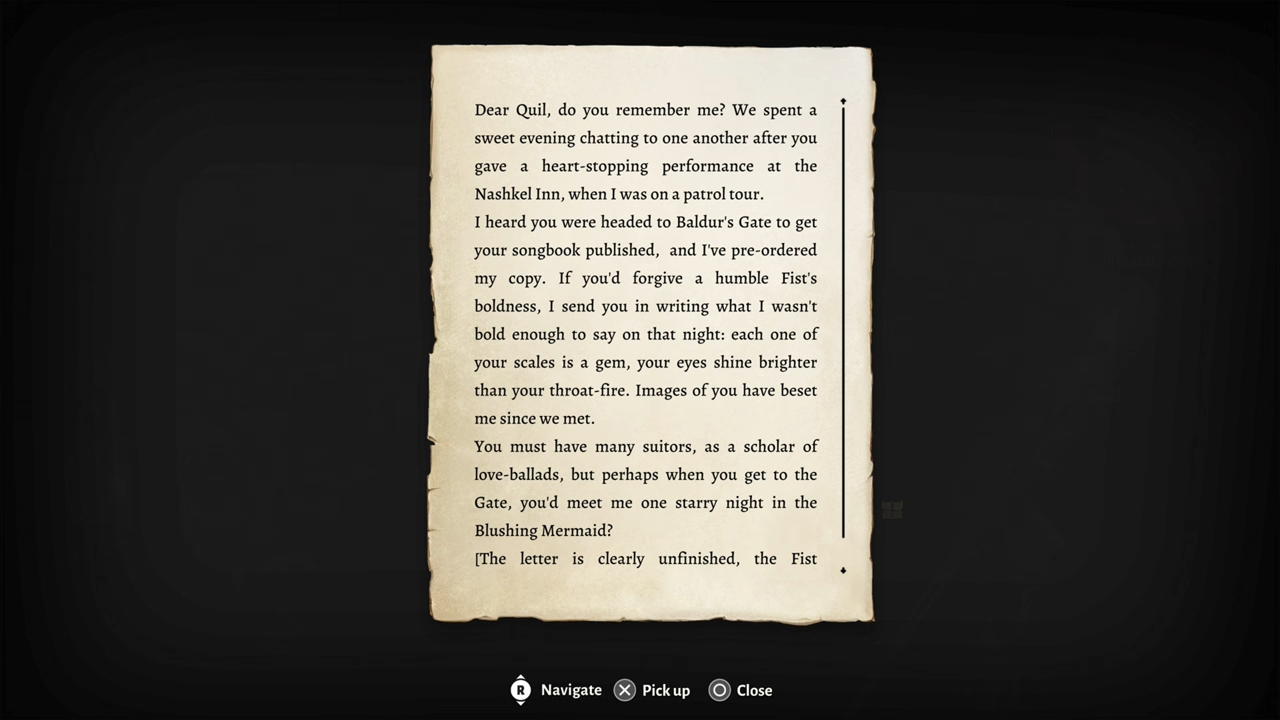 Dear Quil, do you remember me? We spent a
sweet evening chatting to one another after you
gave a heart-stopping performance at the
Nashkel Inn, when I was on a patrol tour.
I heard you were headed to Baldur's Gate to get
your songbook published,  and I've pre-ordered
my copy. If you'd forgive a humble Fist's
boldness, I send you in writing what I wasn't
bold enough to say on that night: each one of
your scales is a gem, your eyes shine brighter
than your throat-fire. Images of you have beset
me since we met.
You must have many suitors, as a scholar of
love-ballads, but perhaps when you get to the
Gate, you'd meet me one starry night in the
Blushing Mermaid?
[The letter is clearly unfinished, the Fist
R Navigate Pick up Close